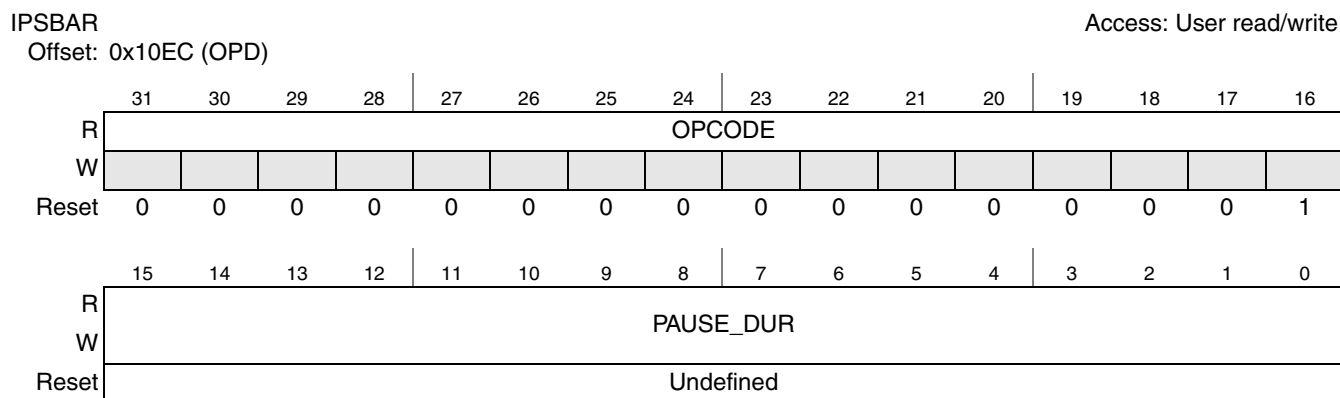 IPSBAR Access: User read/write
Offset: 0x10EC (OPD)
31 30 29 28 27 26 25 24 23 22 21 20 19 18 17 16
R OPCODE
W
Reset 0 0 0 0 0 0 0 0 0 0 0 0 0 0 0 1
15 14 13 12 11 10 9 8 7 6 5 4 3 2 1 0
R
PAUSE_DUR
W
Reset Undefined